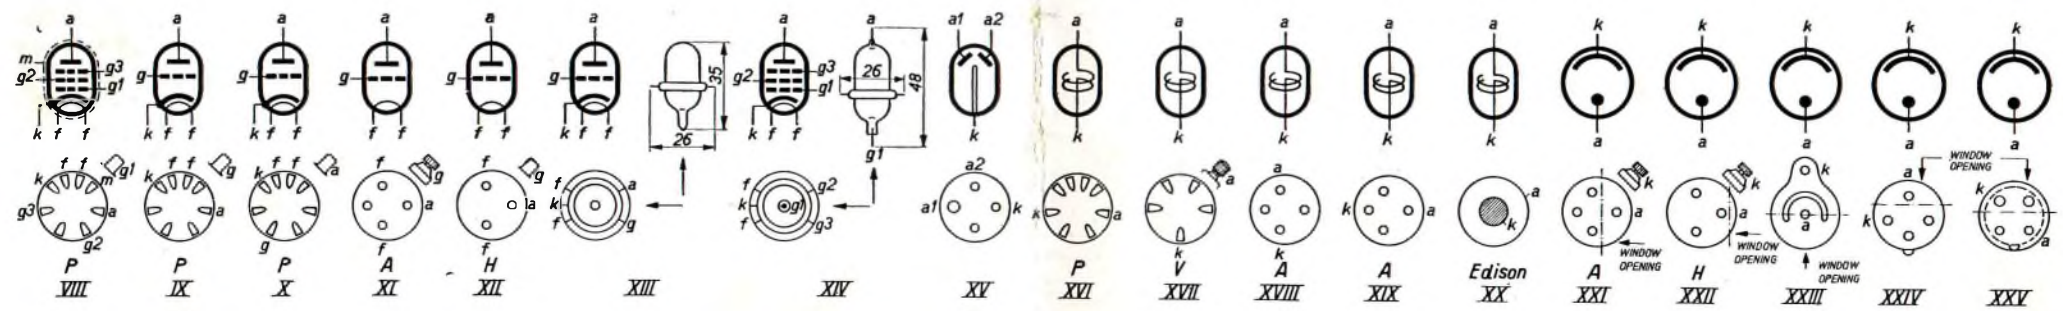 a a a a a a a a1 a2 a a a a a k k k k k
m g2 g3 g1 g g g g g 35 g2 g3 g1 26 48
k f f k f f k f f f f f f k f f 26 k f f g1 k k k k k k a a a a a
f f g1 f f g f f a f g f g a2 a a k k k k WINDOW OPENING
k m k k f a f g2 k
g3 a a a a k g g1 a1 k k a k a a a a k
g2 g f f f f g3 k k k a WINDOW OPENING WINDOW OPENING a
P P P A H P V A A Edison A H WINDOW OPENING
VIII IX X XI XII XIII XIV XV XVI XVII XVIII XIX XX XXI XXII XXIII XXIV XXV